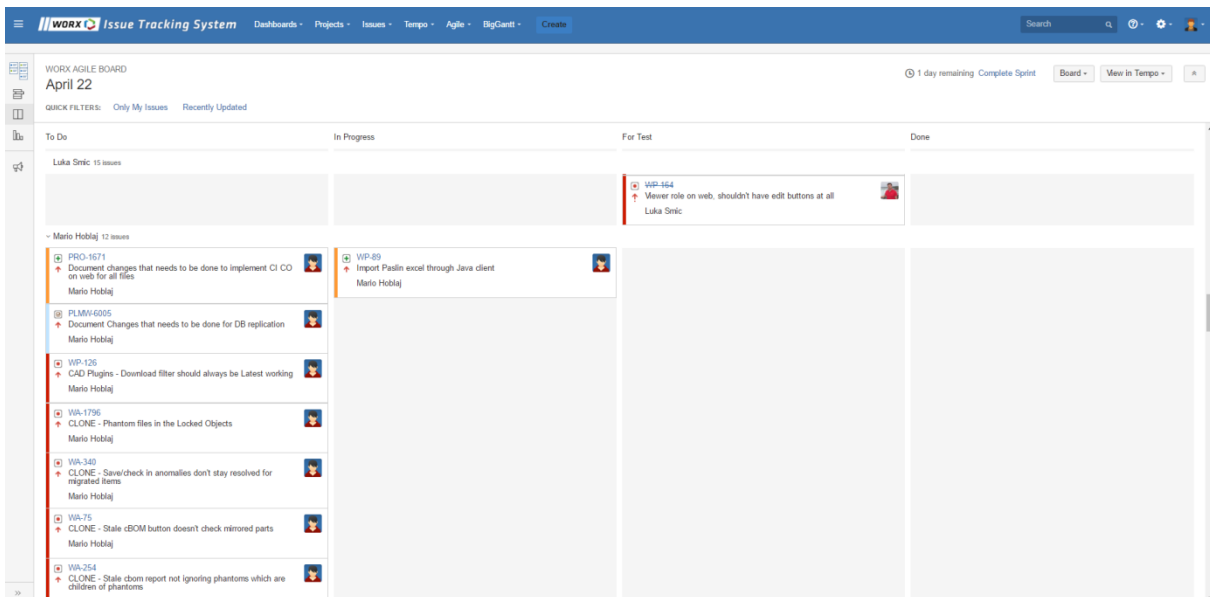 WORX Issue Tracking System Dashboards Projects Issues Tempo Agile BigGantt Create Search
WORX AGILE BOARD
April 22
1 day remaining Complete Sprint Board View in Tempo
QUICK FILTERS: Only My Issues Recently Updated
To Do In Progress For Test Done
Luka Smic 15 issues
WP-164
Viewer role on web, shouldn't have edit buttons at all
Luka Smic
Mario Hoblaj 12 issues
PRO-1671
Document changes that needs to be done to implement CI CO
on web for all files
Mario Hoblaj
WP-89
Import Paslin excel through Java client
Mario Hoblaj
PLMW-6005
Document Changes that needs to be done for DB replication
Mario Hoblaj
WP-126
CAD Plugins - Download filter should always be Latest working
Mario Hoblaj
WA-1796
CLONE - Phantom files in the Locked Objects
Mario Hoblaj
WA-340
CLONE - Save/check in anomalies don't stay resolved for
migrated items
Mario Hoblaj
WA-75
CLONE - Stale cBOM button doesn't check mirrored parts
Mario Hoblaj
WA-254
CLONE - Stale cbom report not ignoring phantoms which are
children of phantoms